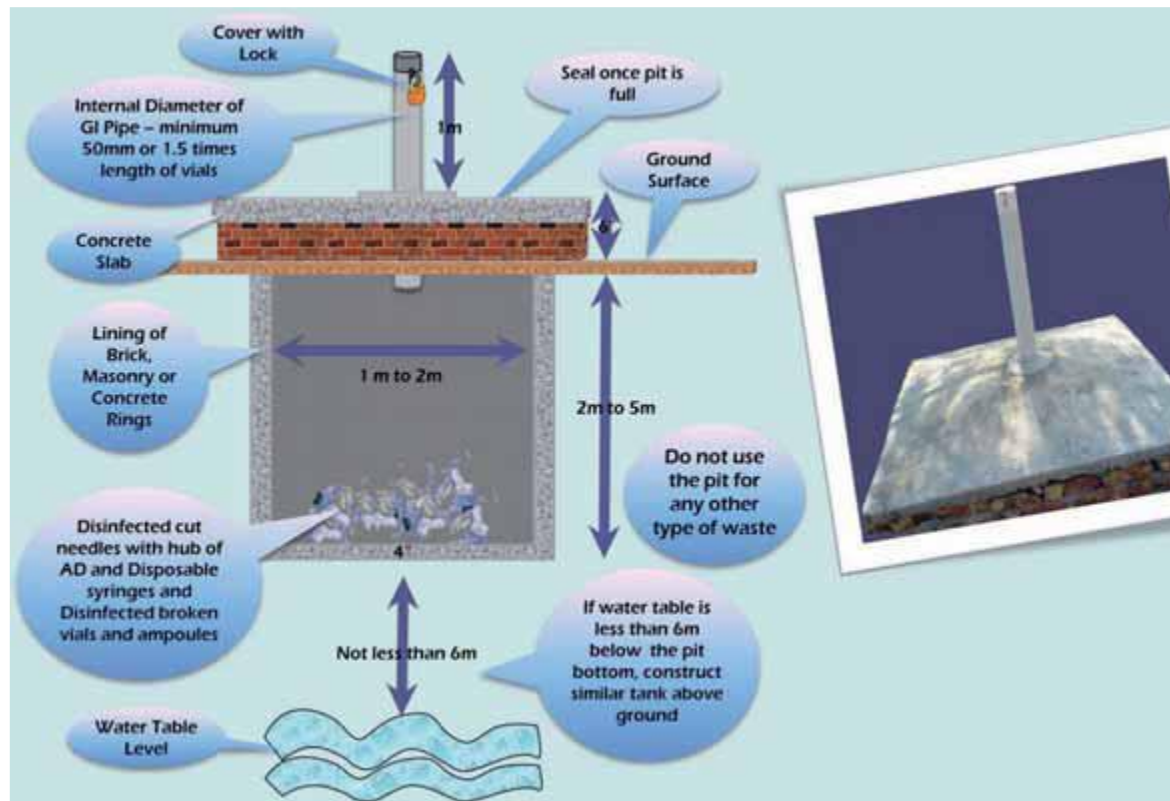 Cover with
Lock
Internal Diameter of
GI Pipe – minimum
50mm or 1.5 times
length of vials
1m
Seal once pit is
full
Ground
Surface
6"
Concrete
Slab
Lining of
Brick,
Masonry or
Concrete
Rings
1 m to 2m
2m to 5m
Do not use
the pit for
any other
type of waste
Disinfected cut
needles with hub of
AD and Disposable
syringes and
Disinfected broken
vials and ampoules
4"
Not less than 6m
If water table is
less than 6m
below the pit
bottom, construct
similar tank above
ground
Water Table
Level